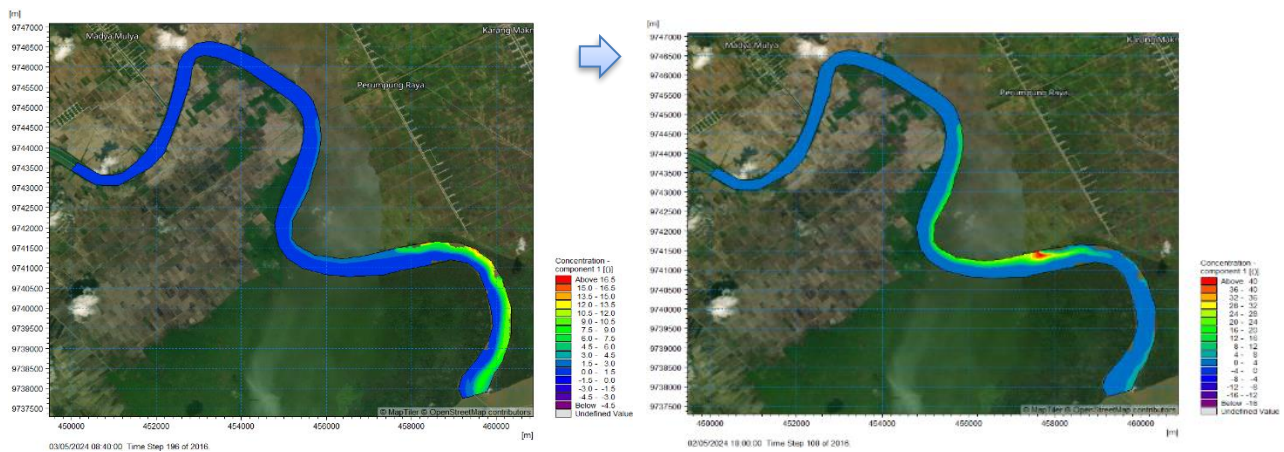 [m]
9747000
9746500
9746000
9745500
9745000
9744500
9744000
9743500
9743000
9742500
9742000
9741500
9741000
9740500
9740000
9739500
9739000
9738500
9738000
9737500
Madya Mulya
Karang Makn
Perumpung Raya
© MapTiler © OpenStreetMap contributors
450000 452000 454000 456000 458000 460000
[m]
03/05/2024 08:40:00 Time Step 196 of 2016.
Concentration -
component 1 [()]
Above 16.5
15.0 - 16.5
13.5 - 15.0
12.0 - 13.5
10.5 - 12.0
9.0 - 10.5
7.5 - 9.0
6.0 - 7.5
4.5 - 6.0
3.0 - 4.5
1.5 - 3.0
0.0 - 1.5
-1.5 - 0.0
-3.0 - -1.5
-4.5 - -3.0
Below -4.5
Undefined Value
[m]
9747000
9746500
9746000
9745500
9745000
9744500
9744000
9743500
9743000
9742500
9742000
9741500
9741000
9740500
9740000
9739500
9739000
9738500
9738000
9737500
Madya Mulya
Karang Makn
Perumpung Raya
© MapTiler © OpenStreetMap contributors
450000 452000 454000 456000 458000 460000
[m]
02/05/2024 18:00:00 Time Step 108 of 2016.
Concentration -
component 1 [()]
Above 40
36 - 40
32 - 36
28 - 32
24 - 28
20 - 24
16 - 20
12 - 16
8 - 12
4 - 8
0 - 4
-4 - 0
-8 - -4
-12 - -8
-16 - -12
Below -16
Undefined Value